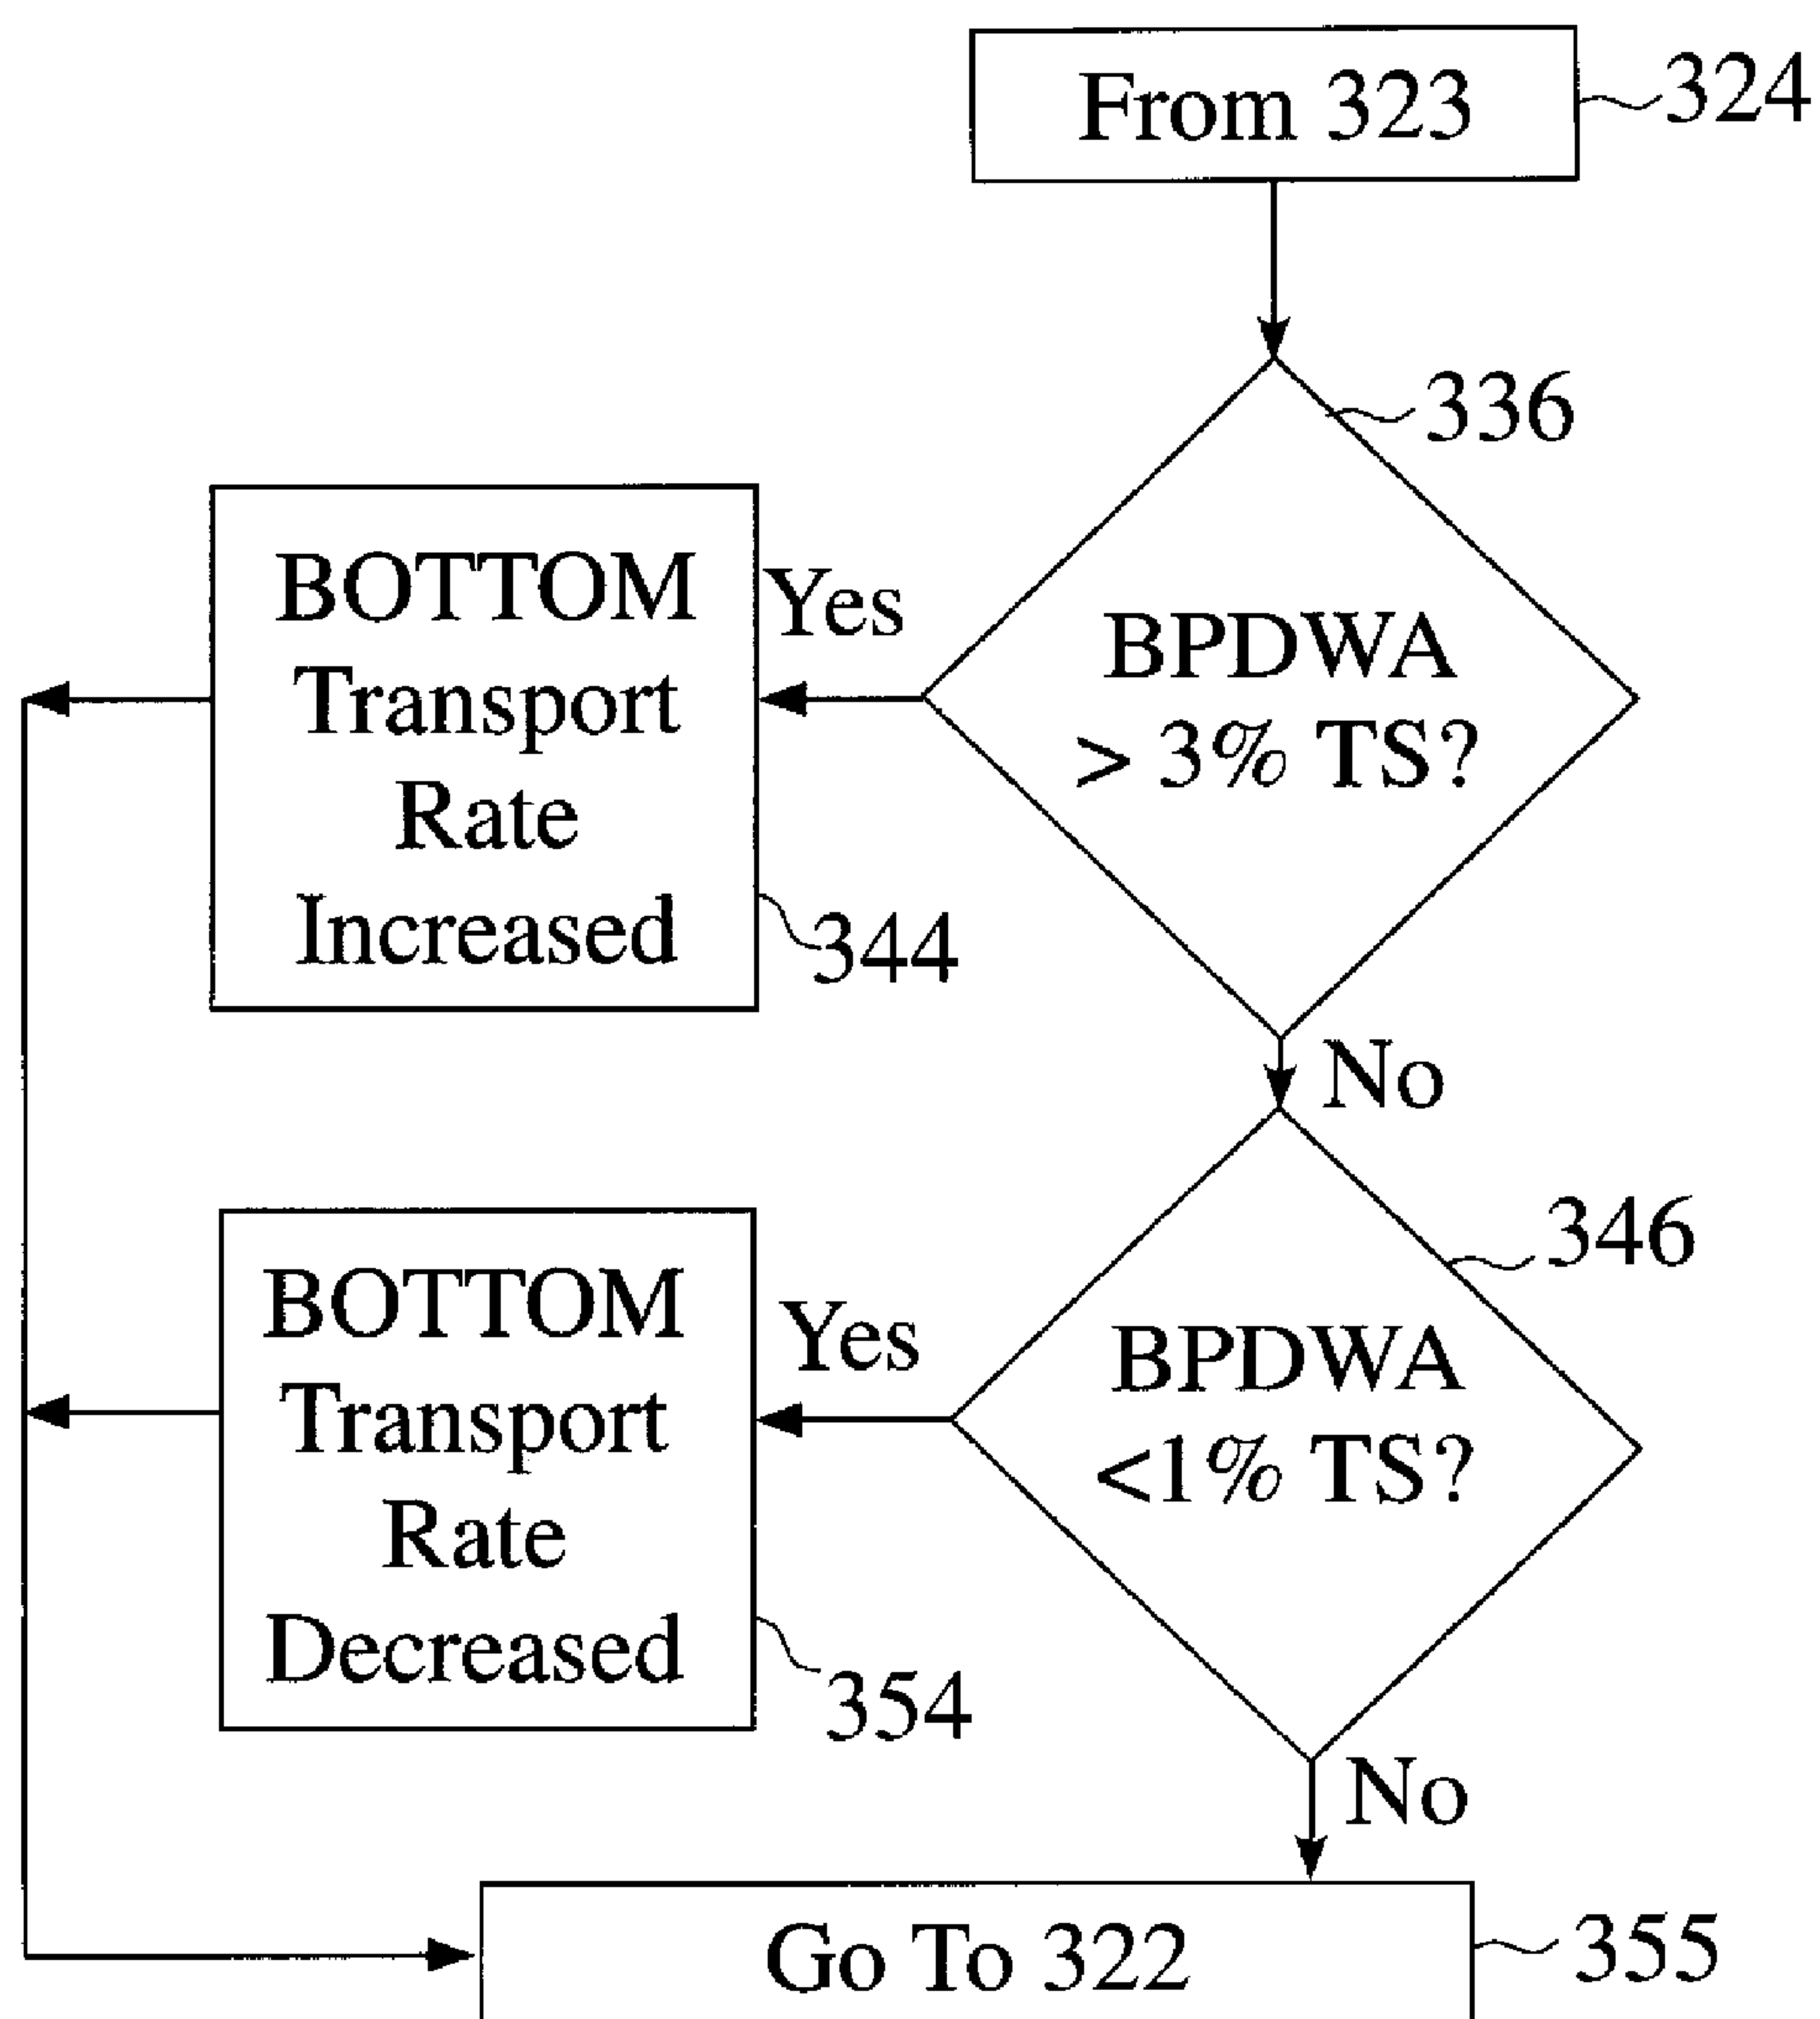 From 323
324
336
BPDWA
> 3% TS?
Yes
BOTTOM
Transport
Rate
Increased
344
No
346
BPDWA
<1% TS?
Yes
BOTTOM
Transport
Rate
Decreased
354
No
Go To 322
355